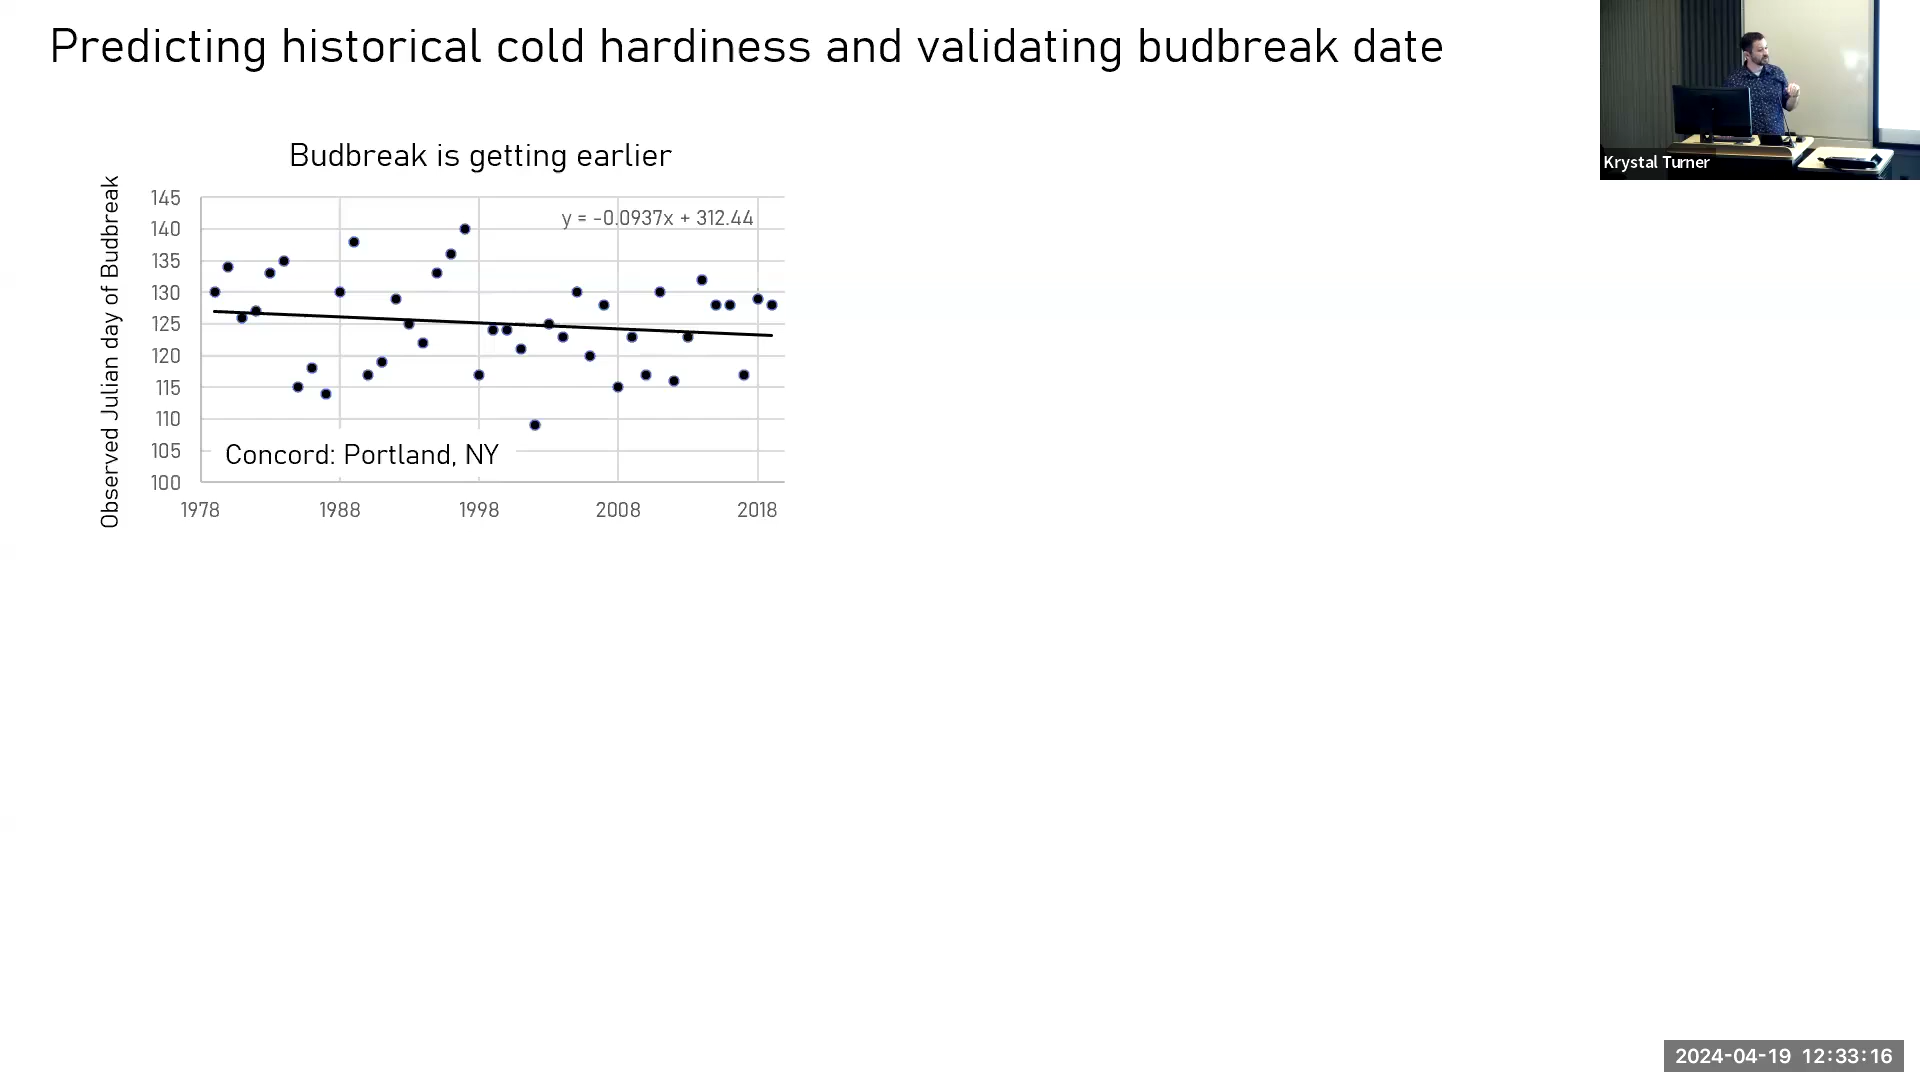 Predicting historical cold hardiness and validating budbreak date
Krystal Turner
Budbreak is getting earlier
Observed Julian day of Budbreak
145
140
135
130
125
120
115
110
105
100
y = -0.0937x + 312.44
Concord: Portland, NY
1978 1988 1998 2008 2018
2024-04-19 12:33:16